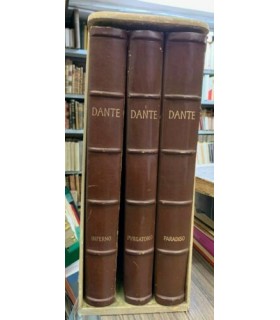 DANTE
INFERNO
DANTE
PURGATORIO
DANTE
PARADISO